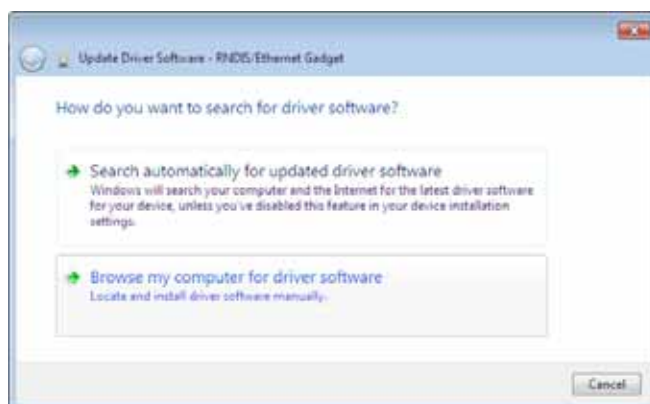 Update Driver Software - RNDIS/Ethernet Gadget
How do you want to search for driver software?
Search automatically for updated driver software
Windows will search your computer and the Internet for the latest driver software
for your device, unless you've disabled this feature in your device installation
settings.
Browse my computer for driver software
Locate and install driver software manually.
Cancel